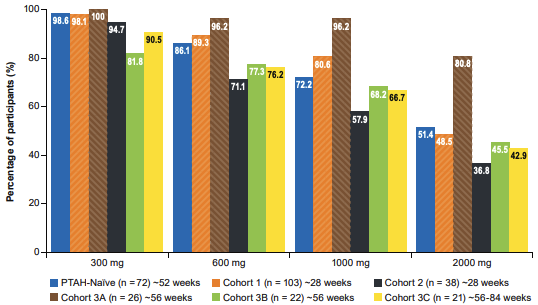 Percentage of participants (%)
100
80
60
40
20
0
98.6 98.1 100 94.7 81.8 90.5
86.1 89.3 96.2 71.1 77.3 76.2
72.2 80.6 96.2 57.9 68.2 66.7
51.4 48.5 80.8 36.8 45.5 42.9
300 mg 600 mg 1000 mg 2000 mg
PTAH-Naïve (n = 72) ~52 weeks Cohort 1 (n = 103) ~28 weeks Cohort 2 (n = 38) ~28 weeks
Cohort 3A (n = 26) ~56 weeks Cohort 3B (n = 22) ~56 weeks Cohort 3C (n = 21) ~56-84 weeks